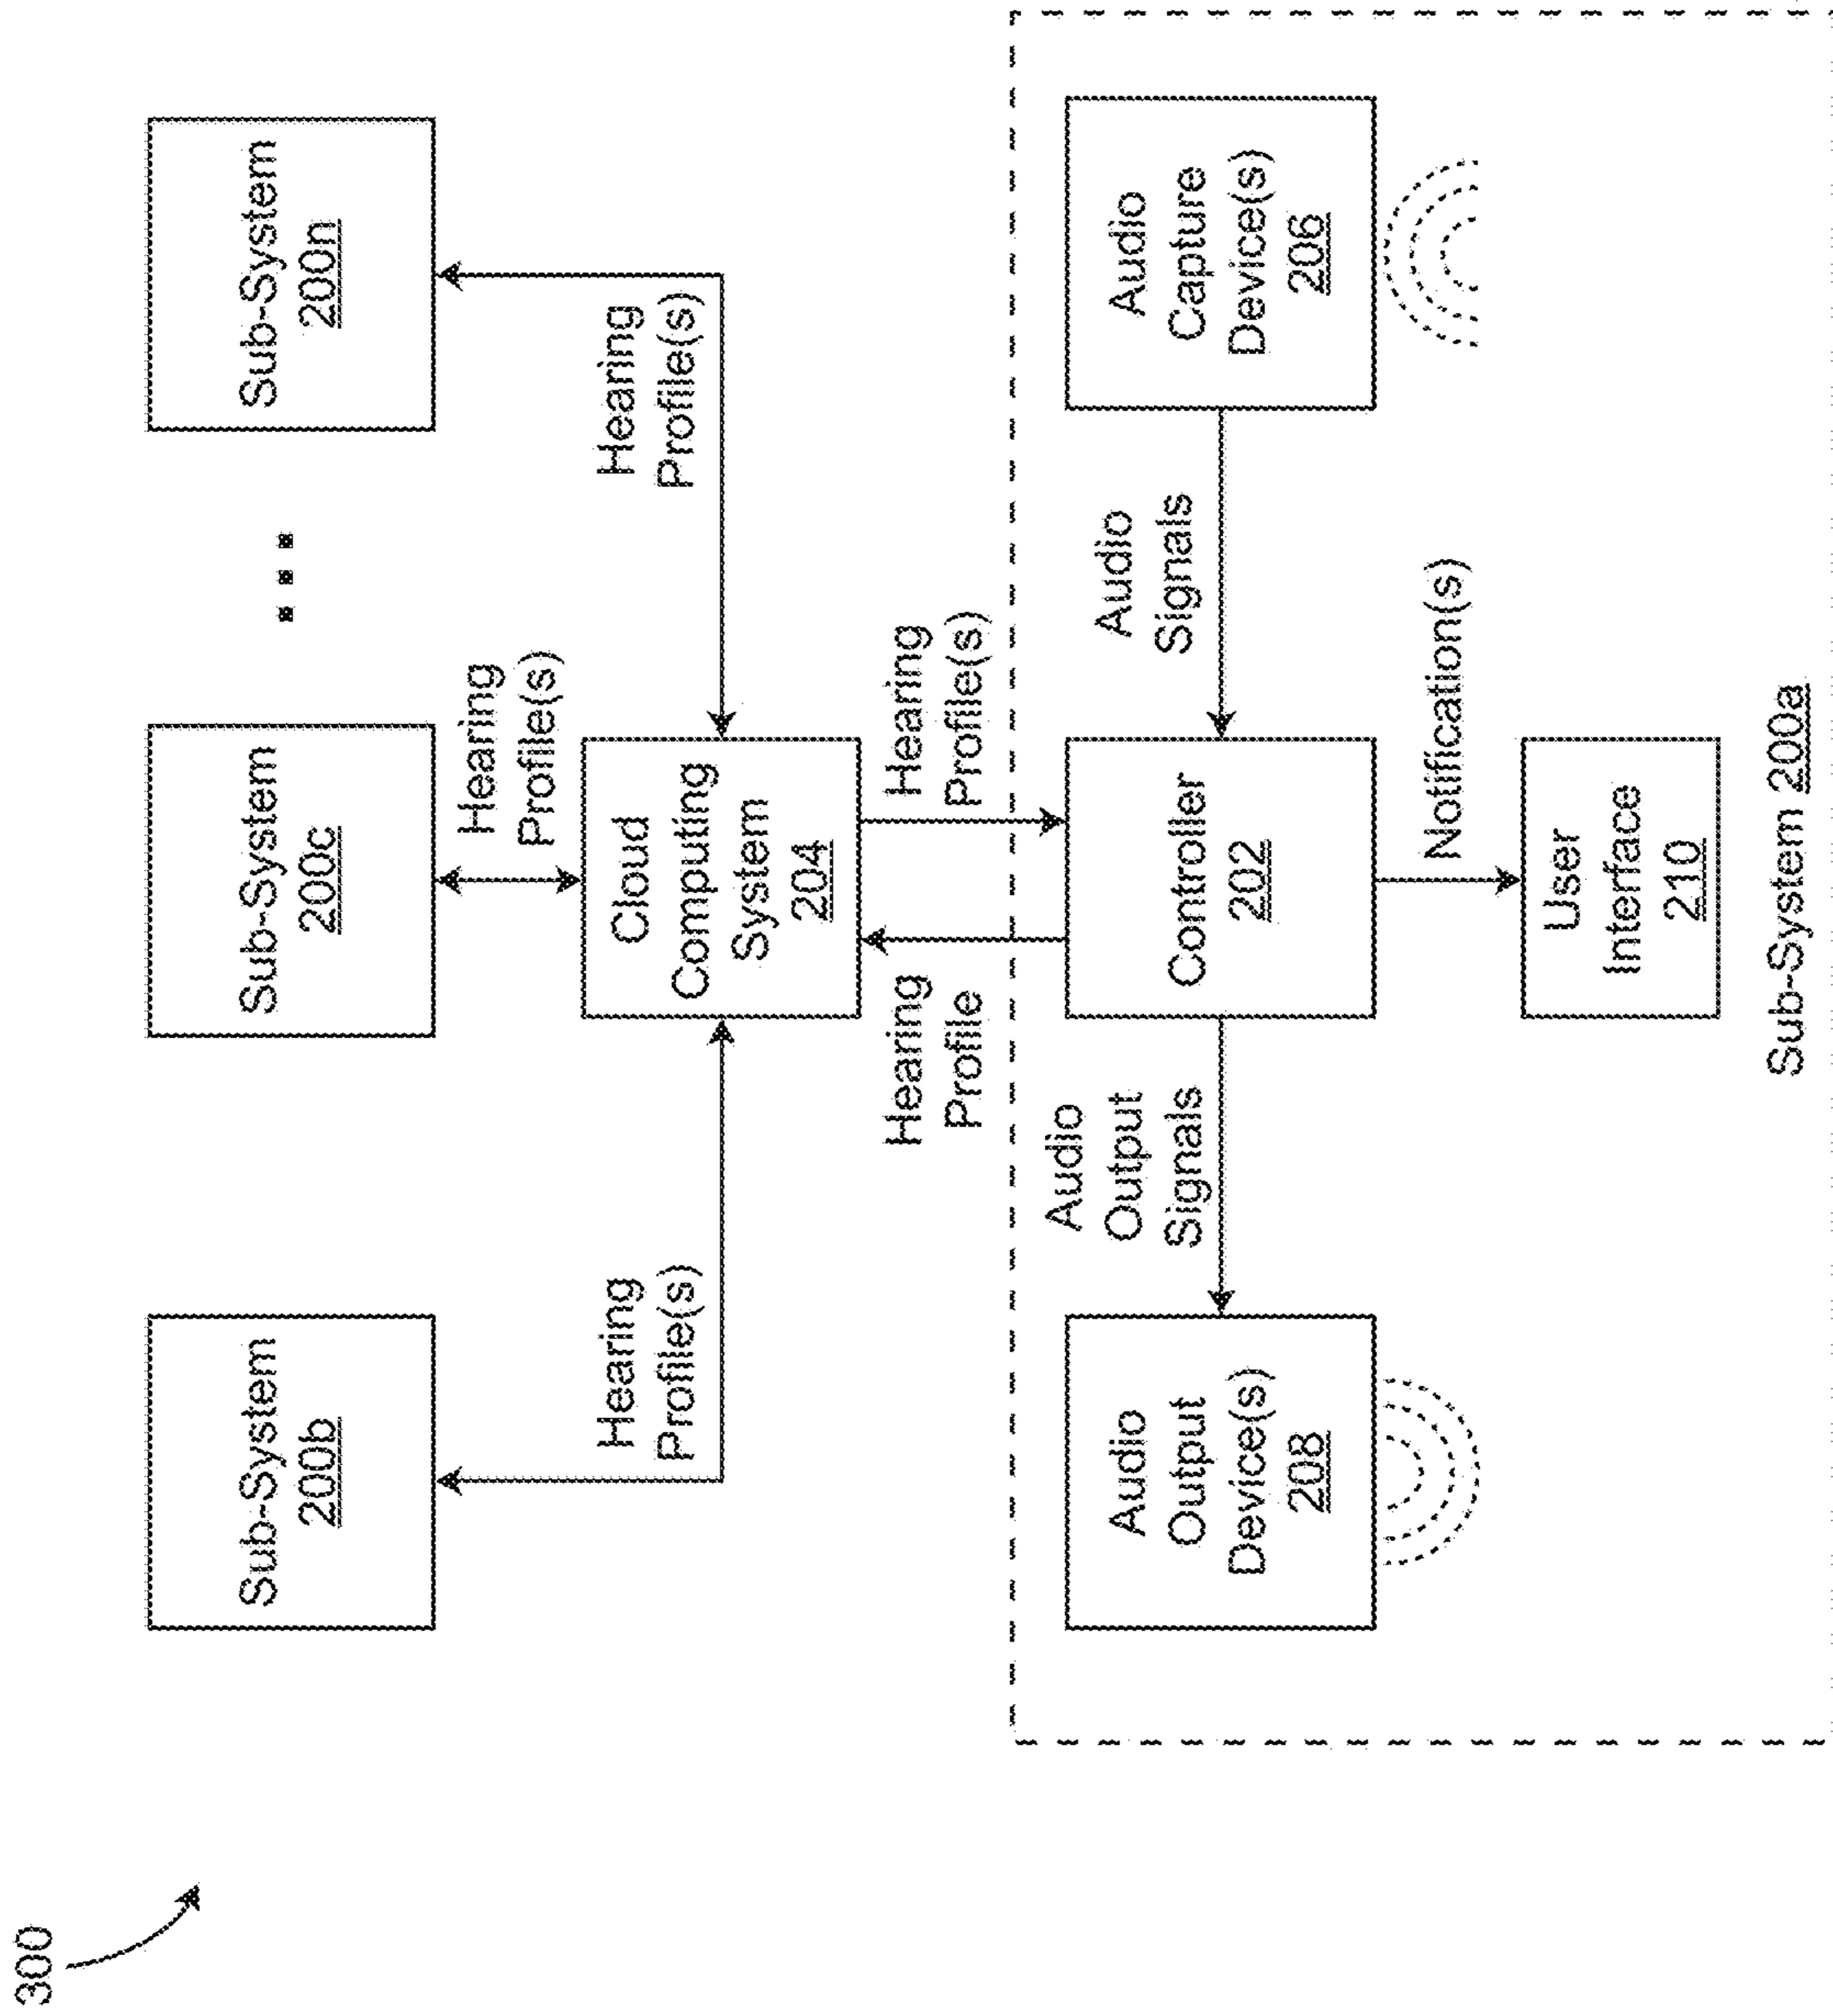 300
Sub-System
200b
Sub-System
200c
Sub-System
200n
Hearing
Profile(s)
Hearing
Profile(s)
Hearing
Profile(s)
Cloud
Computing
System
204
Hearing
Profile
Hearing
Profile(s)
Audio
Output
Device(s)
208
Audio
Output
Signals
Controller
202
Audio
Signals
Audio
Capture
Device(s)
206
Notification(s)
User
Interface
210
Sub-System 200a